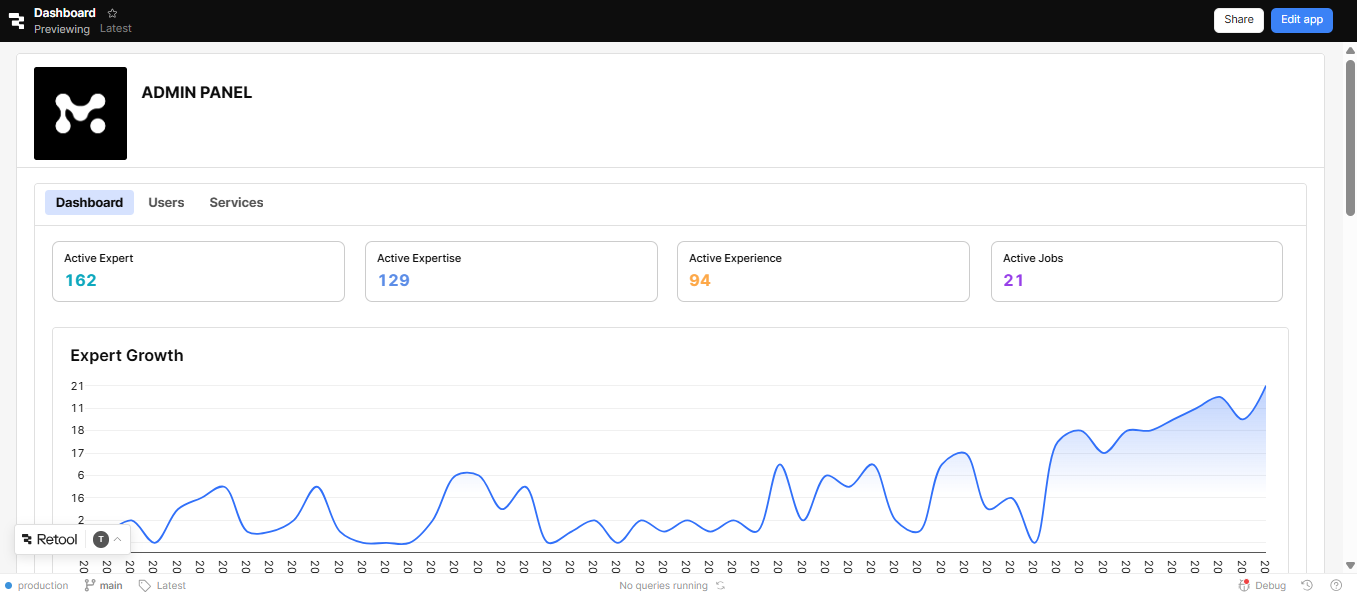 Dashboard
Previewing Latest
Share
Edit app
ADMIN PANEL
Dashboard Users Services
Active Expert
162
Active Expertise
129
Active Experience
94
Active Jobs
21
Expert Growth
21
11
18
17
6
16
2
20 20 20 20 20 20 20 20 20 20 20 20 20 20 20 20 20 20 20 20 20 20 20 20 20 20 20 20 20 20 20 20 20 20 20 20 20 20 20 20 20 20 20 20 20 20 20 20 20 20 20 20
Retool T
production main Latest
No queries running
Debug